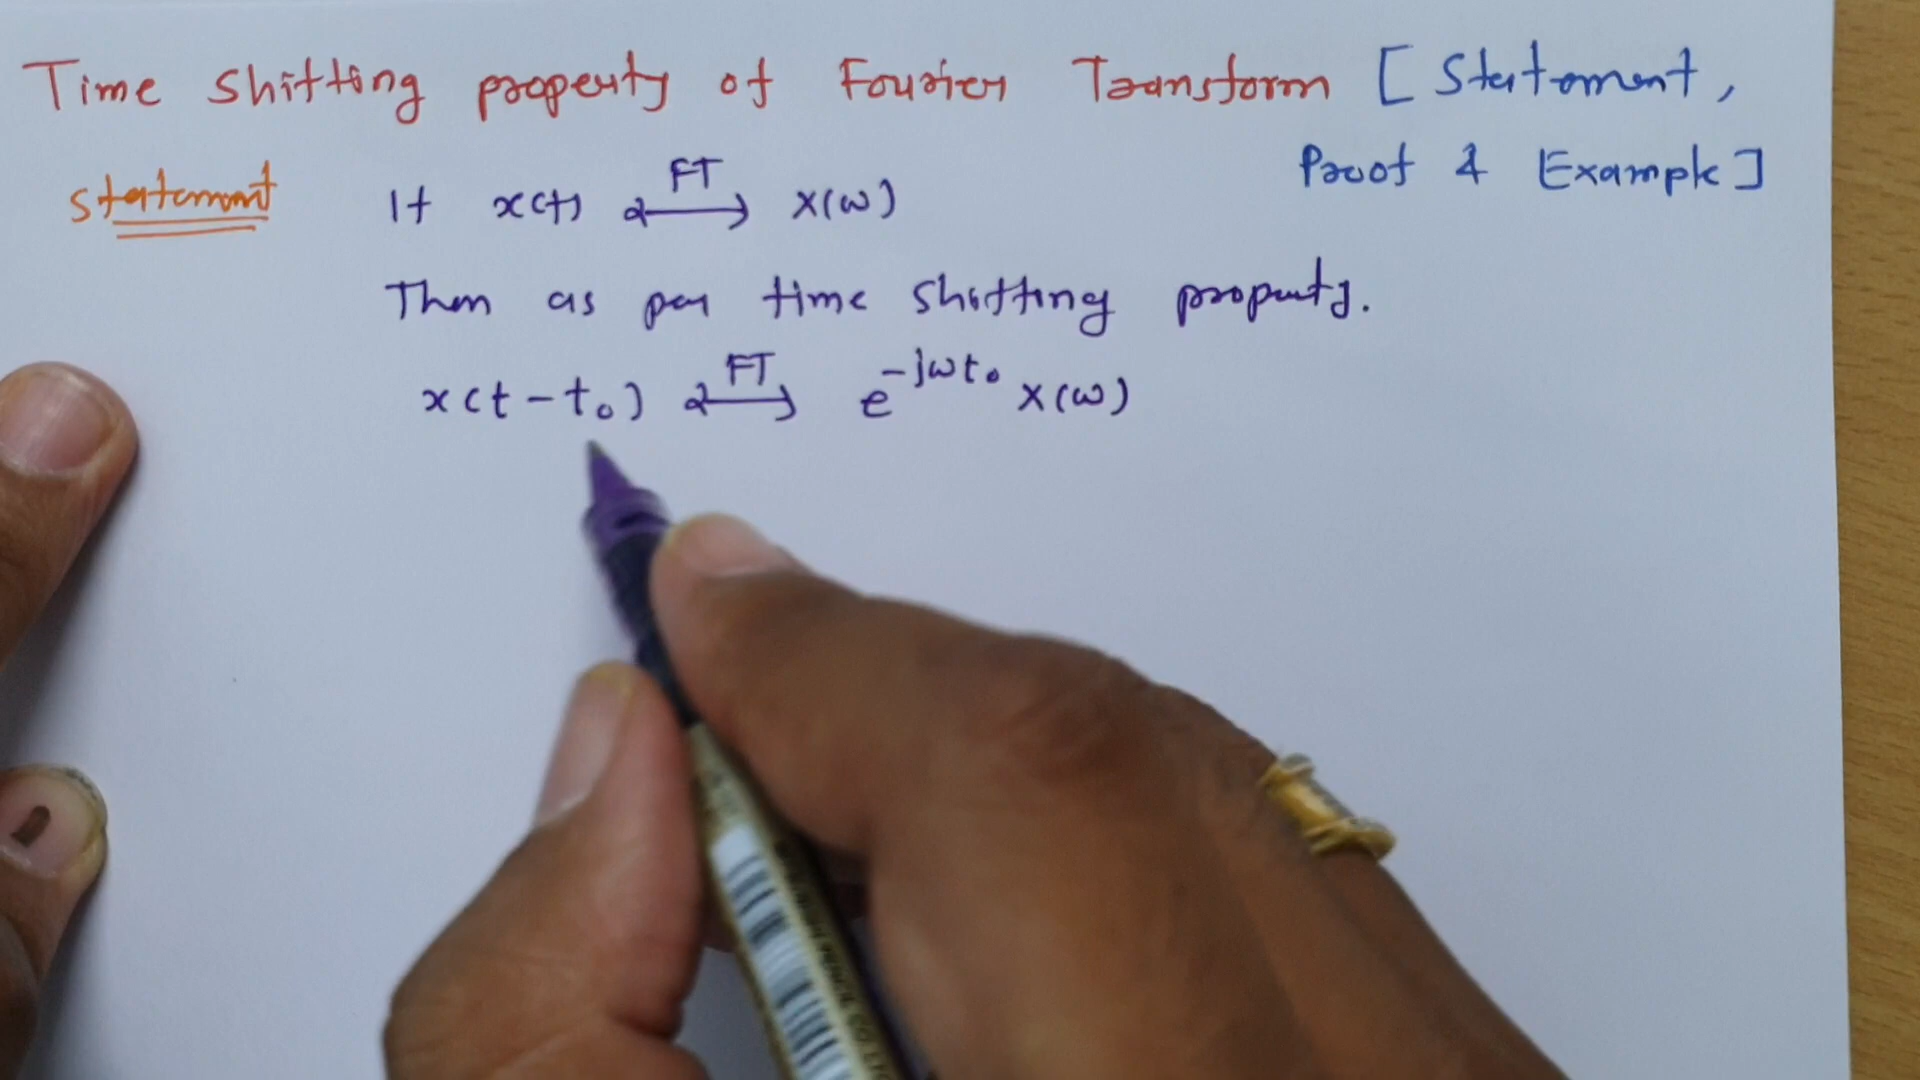 Time Shifting property of Fourier Transform [Statement,
Proof & Example]
Statement If x(t) ⟷ FT X(ω)
Then as per time shifting property.
x(t-t₀) ⟷ FT e^-jωt₀ X(ω)